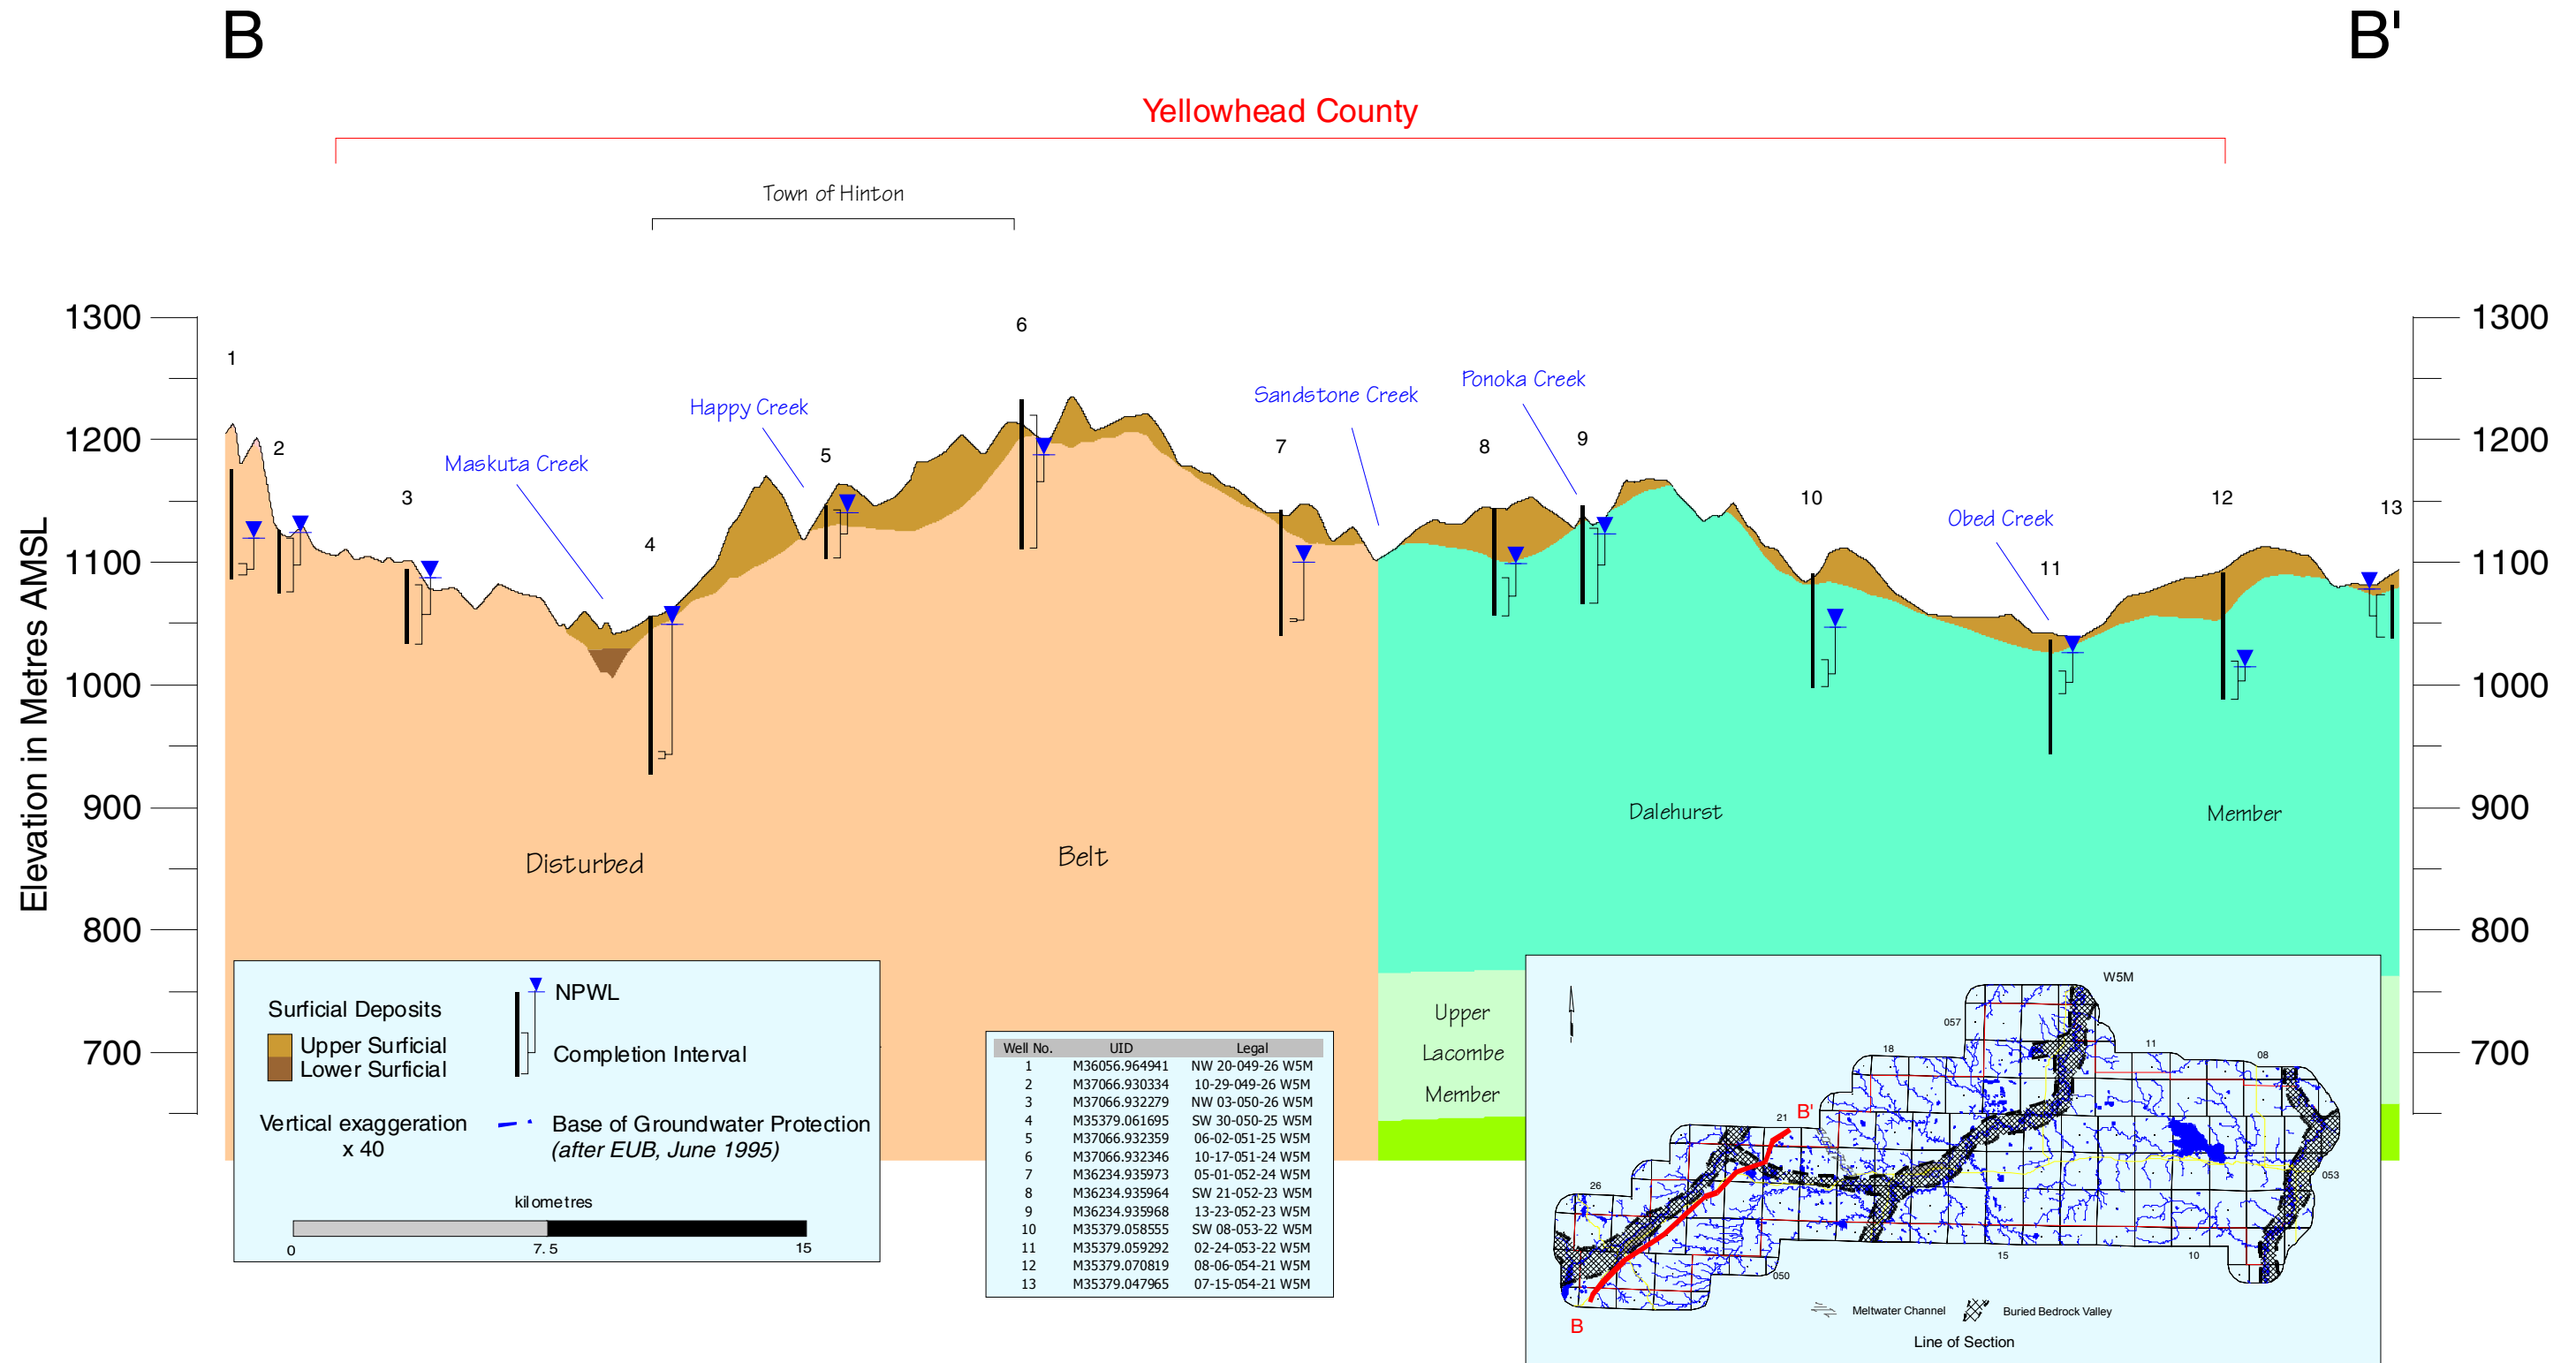 B
B'
Yellowhead County
Town of Hinton
Elevation in Metres AMSL
1300
1200
1100
1000
900
800
700
1300
1200
1100
1000
900
800
700
1
2
3
4
5
6
7
8
9
10
11
12
13
Maskuta Creek
Happy Creek
Sandstone Creek
Ponoka Creek
Obed Creek
Disturbed
Belt
Dalehurst
Member
Upper
Lacombe
Member
Surficial Deposits
Upper Surficial
Lower Surficial
NPWL
Completion Interval
Vertical exaggeration
x 40
Base of Groundwater Protection
(after EUB, June 1995)
kilometres
0 7.5 15
Well No. UID Legal
1 M36056.964941 NW 20-049-26 W5M
2 M37066.930334 10-29-049-26 W5M
3 M37066.932279 NW 03-050-26 W5M
4 M35379.061695 SW 30-050-25 W5M
5 M37066.932359 06-02-051-25 W5M
6 M37066.932346 10-17-051-24 W5M
7 M36234.935973 05-01-052-24 W5M
8 M36234.935964 SW 21-052-23 W5M
9 M36234.935968 13-23-052-23 W5M
10 M35379.058555 SW 08-053-22 W5M
11 M35379.059292 02-24-053-22 W5M
12 M35379.070819 08-06-054-21 W5M
13 M35379.047965 07-15-054-21 W5M
W5M
057
18
11
08
21
B'
26
053
050
15
10
B
Meltwater Channel
Buried Bedrock Valley
Line of Section